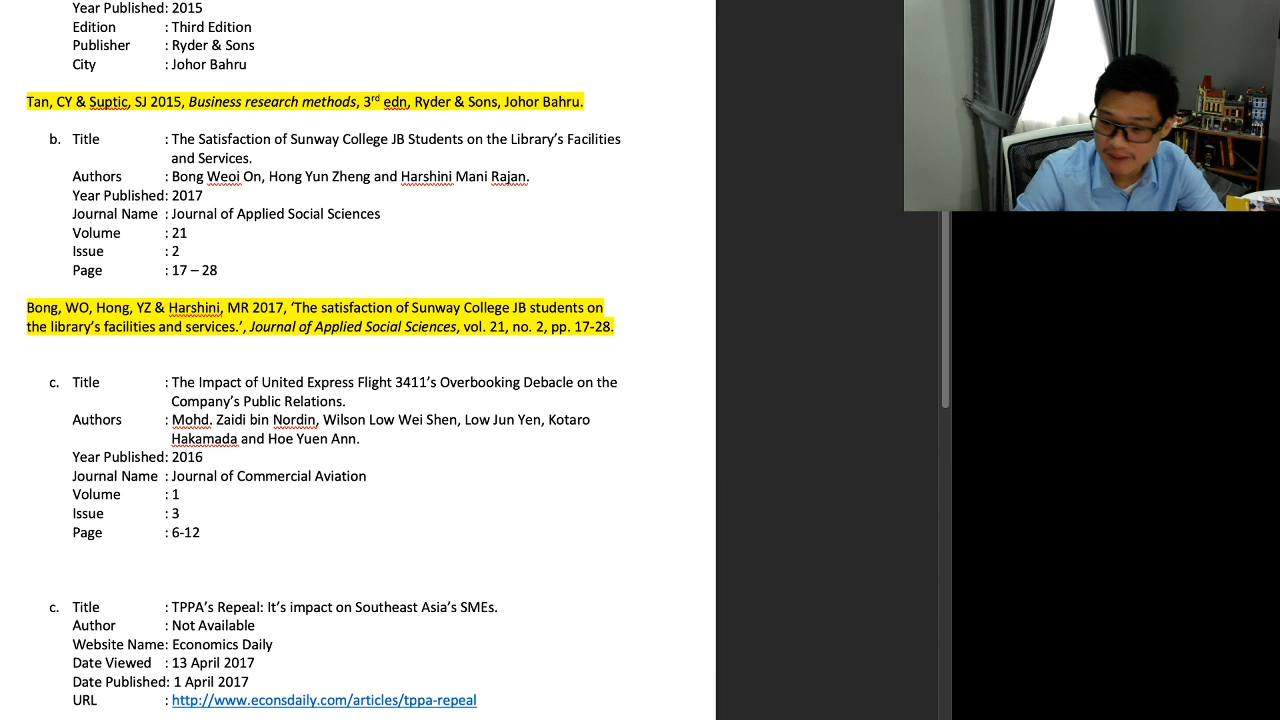 Year Published: 2015
Edition : Third Edition
Publisher : Ryder & Sons
City : Johor Bahru
Tan, CY & Suptic, SJ 2015, Business research methods, 3rd edn, Ryder & Sons, Johor Bahru.
b. Title : The Satisfaction of Sunway College JB Students on the Library’s Facilities
and Services.
Authors : Bong Weoi On, Hong Yun Zheng and Harshini Mani Rajan.
Year Published: 2017
Journal Name : Journal of Applied Social Sciences
Volume : 21
Issue : 2
Page : 17 – 28
Bong, WO, Hong, YZ & Harshini, MR 2017, ‘The satisfaction of Sunway College JB students on
the library’s facilities and services.’, Journal of Applied Social Sciences, vol. 21, no. 2, pp. 17-28.
c. Title : The Impact of United Express Flight 3411’s Overbooking Debacle on the
Company’s Public Relations.
Authors : Mohd. Zaidi bin Nordin, Wilson Low Wei Shen, Low Jun Yen, Kotaro
Hakamada and Hoe Yuen Ann.
Year Published: 2016
Journal Name : Journal of Commercial Aviation
Volume : 1
Issue : 3
Page : 6-12
c. Title : TPPA’s Repeal: It’s impact on Southeast Asia’s SMEs.
Author : Not Available
Website Name: Economics Daily
Date Viewed : 13 April 2017
Date Published: 1 April 2017
URL : http://www.econsdaily.com/articles/tppa-repeal